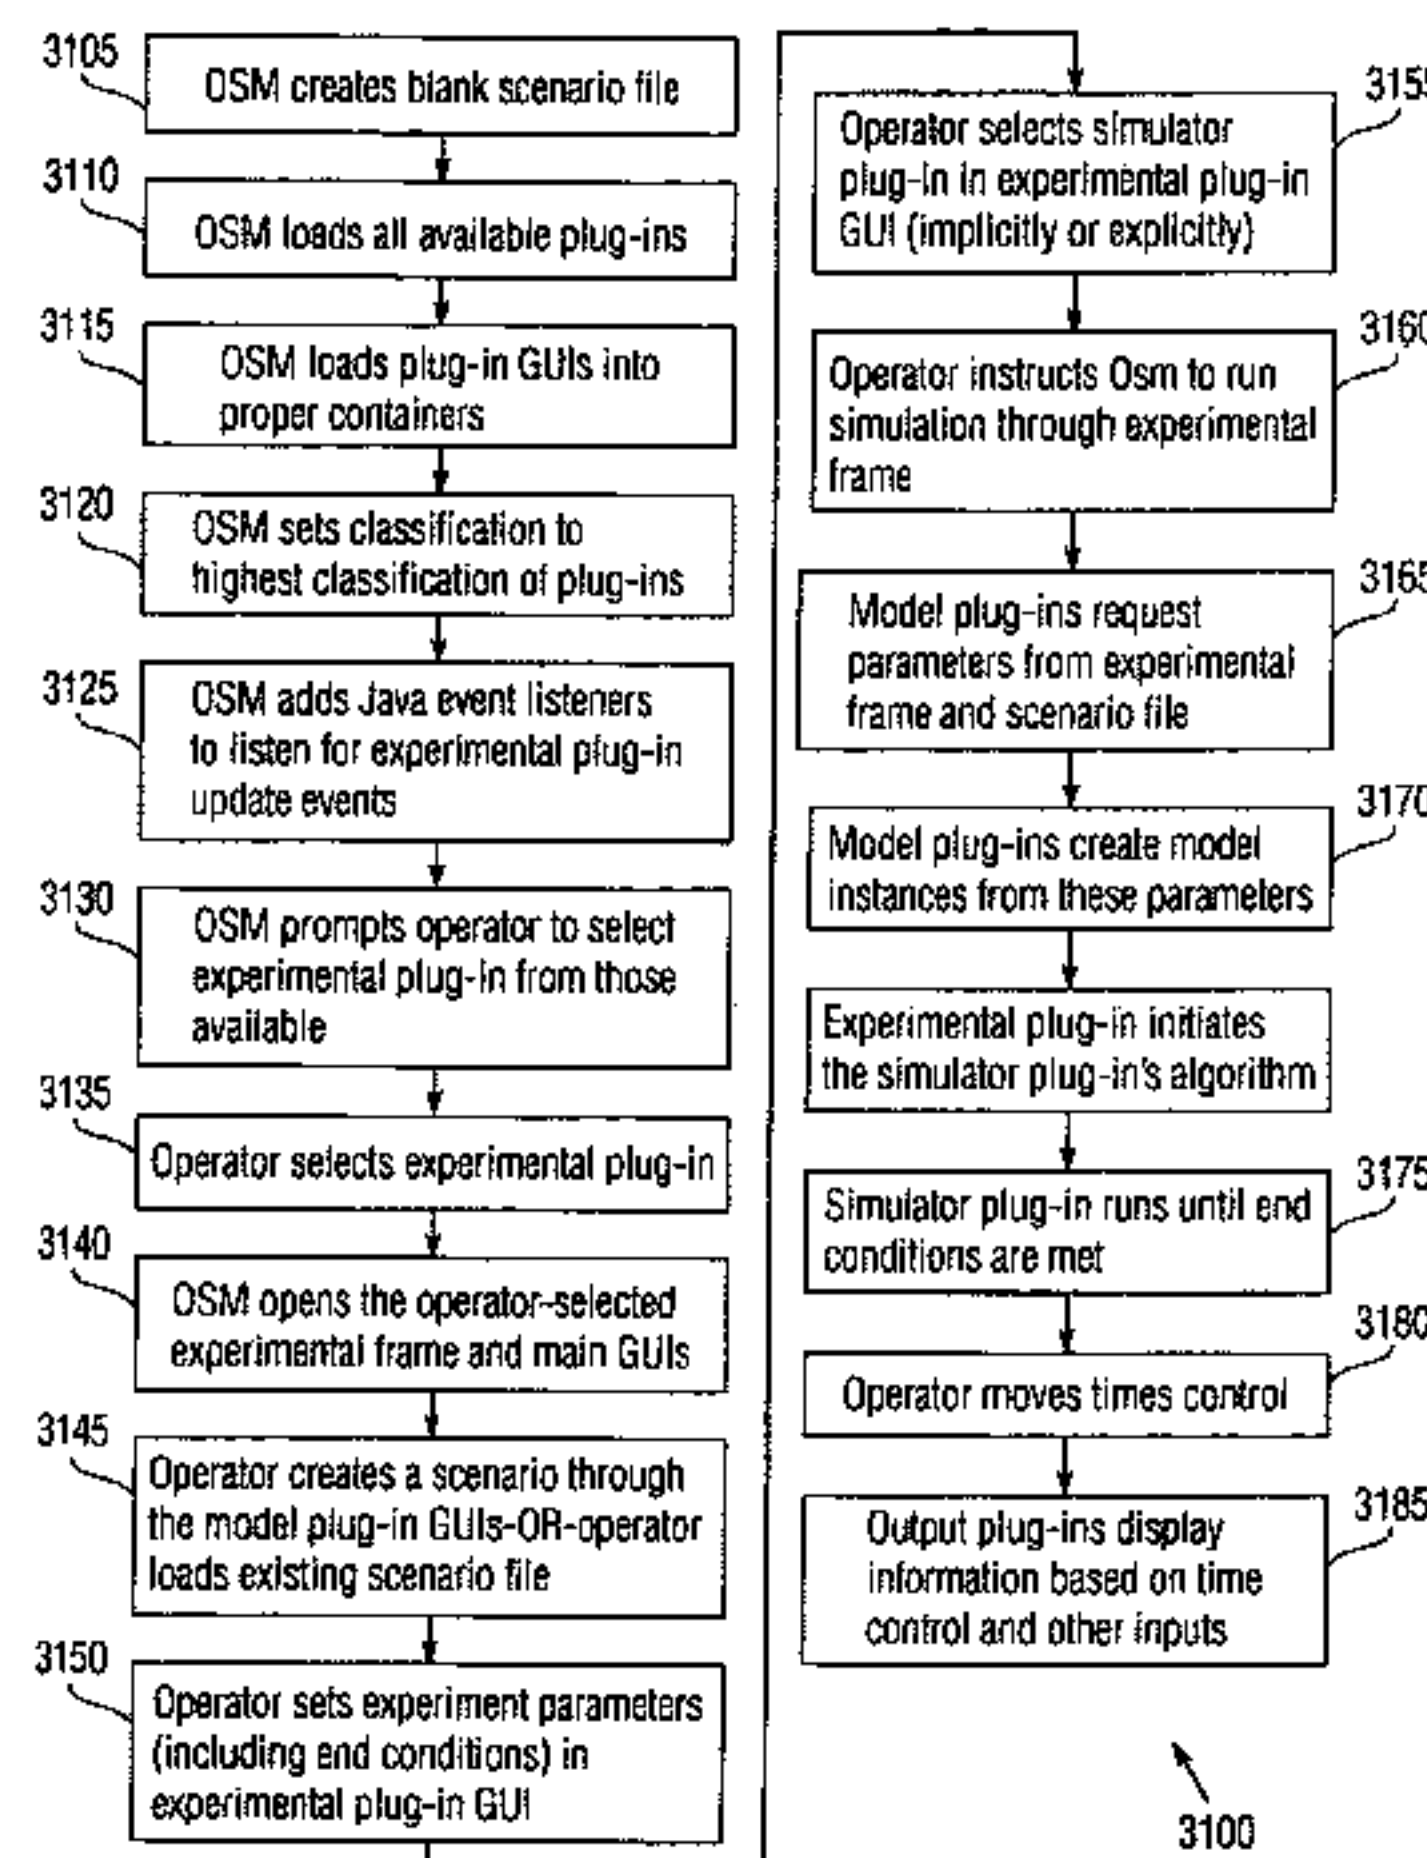 3105
OSM creates blank scenario file
3110
OSM loads all available plug-ins
3115
OSM loads plug-in GUIs into
proper containers
3120
OSM sets classification to
highest classification of plug-ins
3125
OSM adds Java event listeners
to listen for experimental plug-in
update events
3130
OSM prompts operator to select
experimental plug-in from those
available
3135
Operator selects experimental plug-in
3140
OSM opens the operator-selected
experimental frame and main GUIs
3145
Operator creates a scenario through
the model plug-in GUIs-OR-operator
loads existing scenario file
3150
Operator sets experiment parameters
(including end conditions) in
experimental plug-in GUI
3155
Operator selects simulator
plug-in in experimental plug-in
GUI (implicitly or explicitly)
3160
Operator instructs Osm to run
simulation through experimental
frame
3165
Model plug-ins request
parameters from experimental
frame and scenario file
3170
Model plug-ins create model
instances from these parameters
Experimental plug-in initiates
the simulator plug-in's algorithm
3175
Simulator plug-in runs until end
conditions are met
3180
Operator moves times control
3185
Output plug-ins display
information based on time
control and other inputs
3100